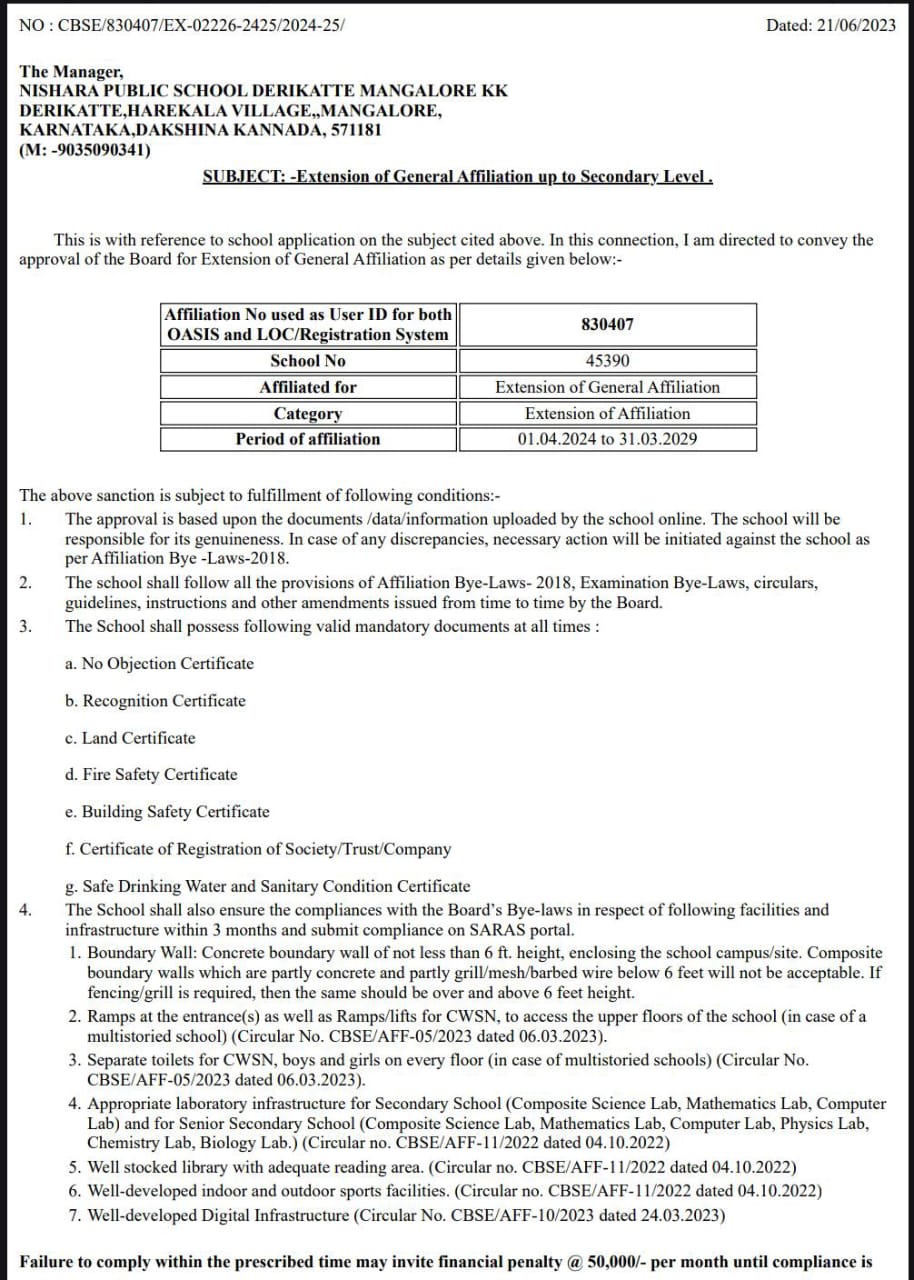 NO : CBSE/830407/EX-02226-2425/2024-25/ Dated: 21/06/2023
The Manager,
NISHARA PUBLIC SCHOOL DERIKATTE MANGALORE KK
DERIKATTE,HAREKALA VILLAGE,,MANGALORE,
KARNATAKA,DAKSHINA KANNADA, 571181
(M: -9035090341)
SUBJECT: -Extension of General Affiliation up to Secondary Level .
This is with reference to school application on the subject cited above. In this connection, I am directed to convey the
approval of the Board for Extension of General Affiliation as per details given below:-
Affiliation No used as User ID for both
OASIS and LOC/Registration System
830407
School No 45390
Affiliated for Extension of General Affiliation
Category Extension of Affiliation
Period of affiliation 01.04.2024 to 31.03.2029
The above sanction is subject to fulfillment of following conditions:-
1. The approval is based upon the documents /data/information uploaded by the school online. The school will be
responsible for its genuineness. In case of any discrepancies, necessary action will be initiated against the school as
per Affiliation Bye -Laws-2018.
2. The school shall follow all the provisions of Affiliation Bye-Laws- 2018, Examination Bye-Laws, circulars,
guidelines, instructions and other amendments issued from time to time by the Board.
3. The School shall possess following valid mandatory documents at all times :
a. No Objection Certificate
b. Recognition Certificate
c. Land Certificate
d. Fire Safety Certificate
e. Building Safety Certificate
f. Certificate of Registration of Society/Trust/Company
g. Safe Drinking Water and Sanitary Condition Certificate
4. The School shall also ensure the compliances with the Board's Bye-laws in respect of following facilities and
infrastructure within 3 months and submit compliance on SARAS portal.
1. Boundary Wall: Concrete boundary wall of not less than 6 ft. height, enclosing the school campus/site. Composite
boundary walls which are partly concrete and partly grill/mesh/barbed wire below 6 feet will not be acceptable. If
fencing/grill is required, then the same should be over and above 6 feet height.
2. Ramps at the entrance(s) as well as Ramps/lifts for CWSN, to access the upper floors of the school (in case of a
multistoried school) (Circular No. CBSE/AFF-05/2023 dated 06.03.2023).
3. Separate toilets for CWSN, boys and girls on every floor (in case of multistoried schools) (Circular No.
CBSE/AFF-05/2023 dated 06.03.2023).
4. Appropriate laboratory infrastructure for Secondary School (Composite Science Lab, Mathematics Lab, Computer
Lab) and for Senior Secondary School (Composite Science Lab, Mathematics Lab, Computer Lab, Physics Lab,
Chemistry Lab, Biology Lab.) (Circular no. CBSE/AFF-11/2022 dated 04.10.2022)
5. Well stocked library with adequate reading area. (Circular no. CBSE/AFF-11/2022 dated 04.10.2022)
6. Well-developed indoor and outdoor sports facilities. (Circular no. CBSE/AFF-11/2022 dated 04.10.2022)
7. Well-developed Digital Infrastructure (Circular No. CBSE/AFF-10/2023 dated 24.03.2023)
Failure to comply within the prescribed time may invite financial penalty @ 50,000/- per month until compliance is